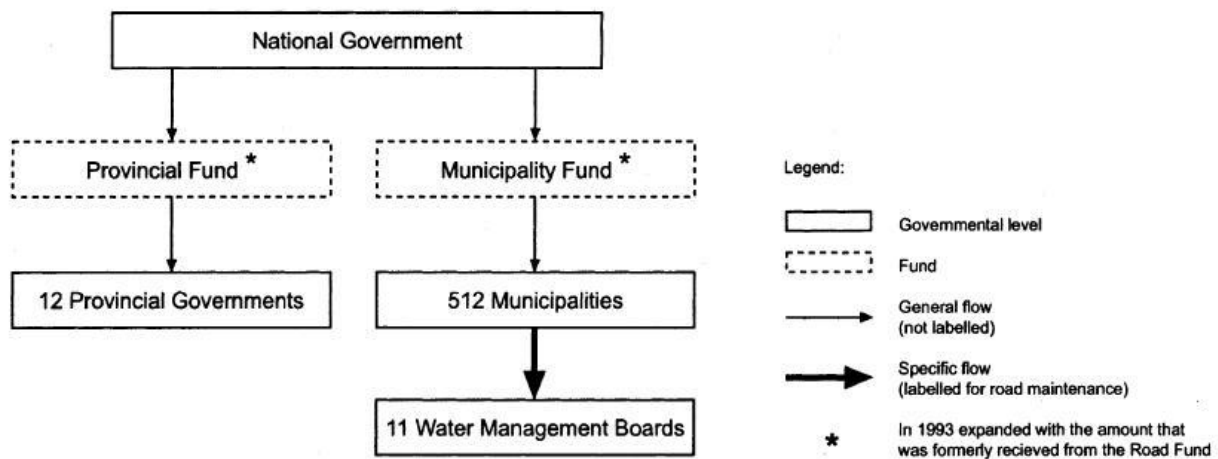 National Government
Provincial Fund *
Municipality Fund *
12 Provincial Governments
512 Municipalities
11 Water Management Boards
Legend:
Governmental level
Fund
General flow
(not labelled)
Specific flow
(labelled for road maintenance)
* In 1993 expanded with the amount that
was formerly recieved from the Road Fund